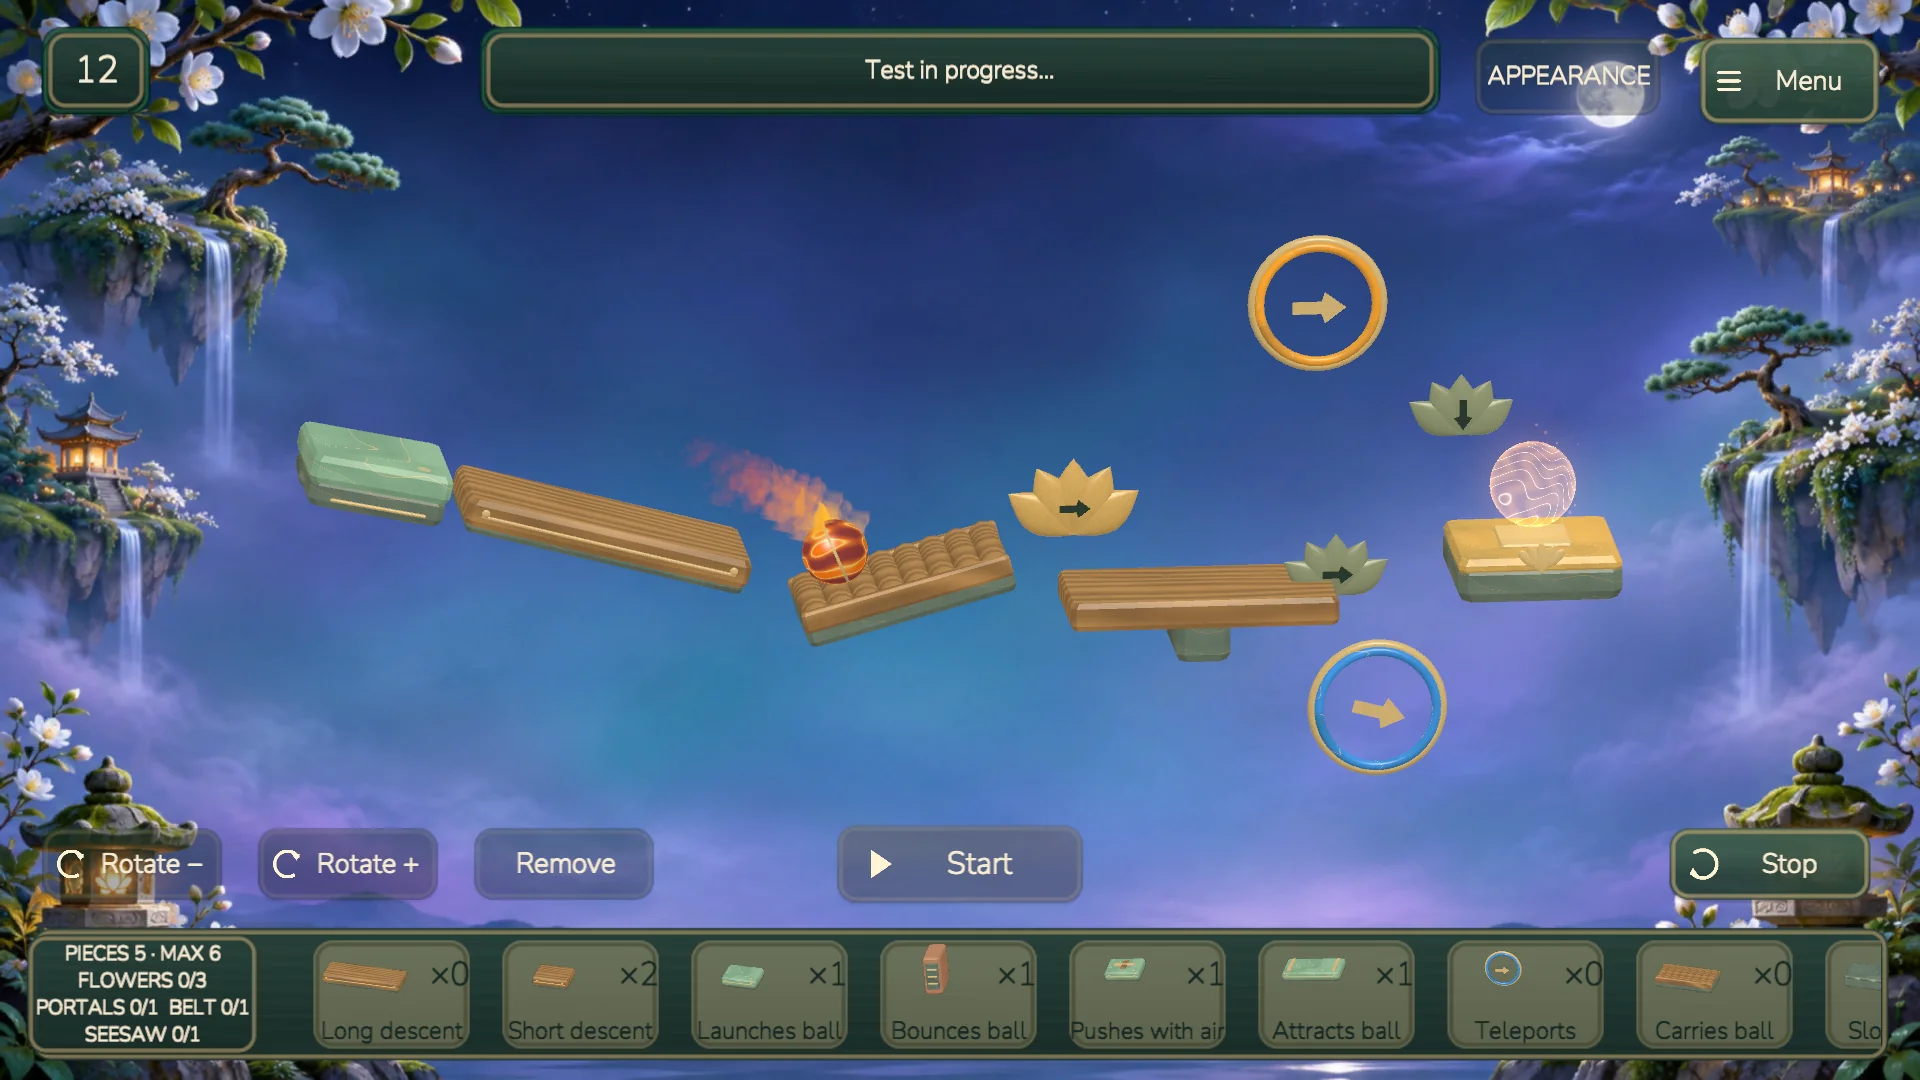 12
Test in progress...
APPEARANCE
Menu
Rotate –
Rotate +
Remove
Start
Stop
PIECES 5 · MAX 6
FLOWERS 0/3
PORTALS 0/1 BELT 0/1
SEESAW 0/1
×0
Long descent
×2
Short descent
×1
Launches ball
×1
Bounces ball
×1
Pushes with air
×1
Attracts ball
×0
Teleports
×0
Carries ball
Slo